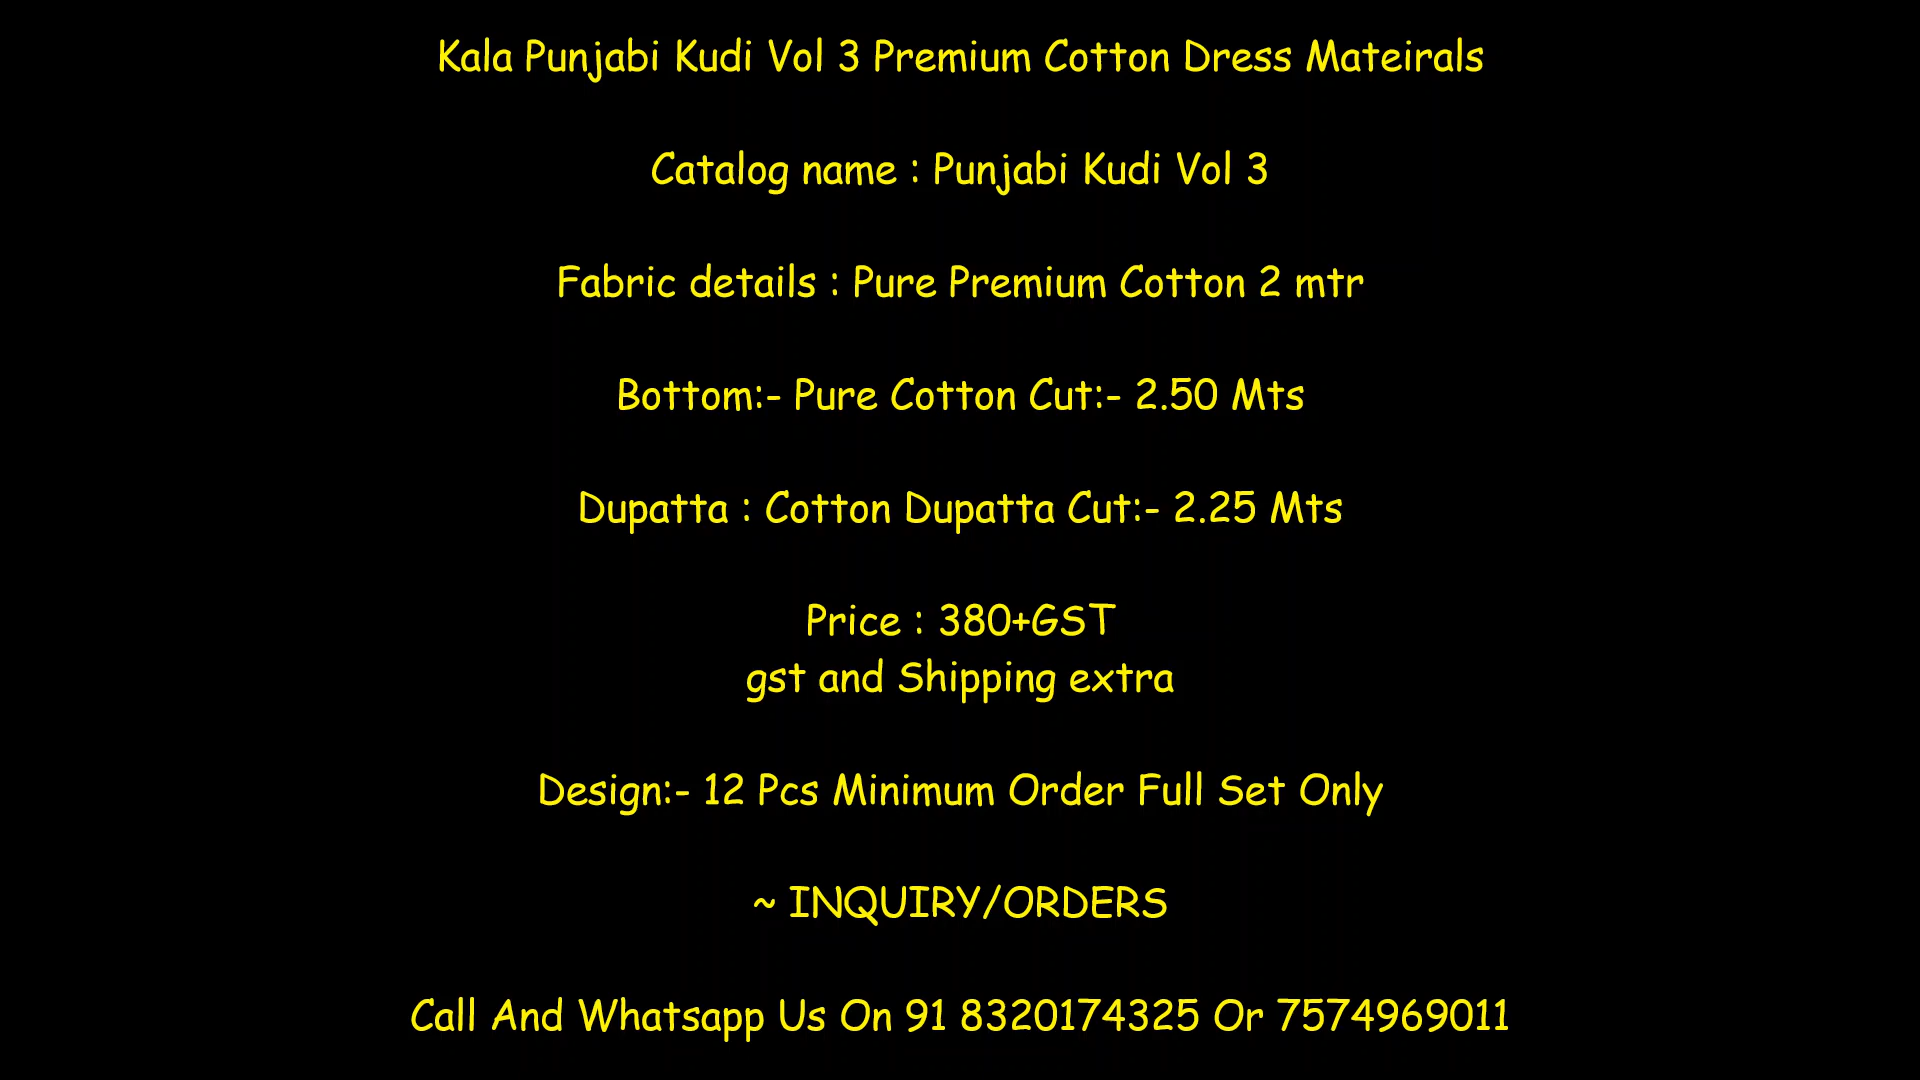 Kala Punjabi Kudi Vol 3 Premium Cotton Dress Mateirals
Catalog name : Punjabi Kudi Vol 3
Fabric details : Pure Premium Cotton 2 mtr
Bottom:- Pure Cotton Cut:- 2.50 Mts
Dupatta : Cotton Dupatta Cut:- 2.25 Mts
Price : 380+GST
gst and Shipping extra
Design:- 12 Pcs Minimum Order Full Set Only
~ INQUIRY/ORDERS
Call And Whatsapp Us On 91 8320174325 Or 7574969011